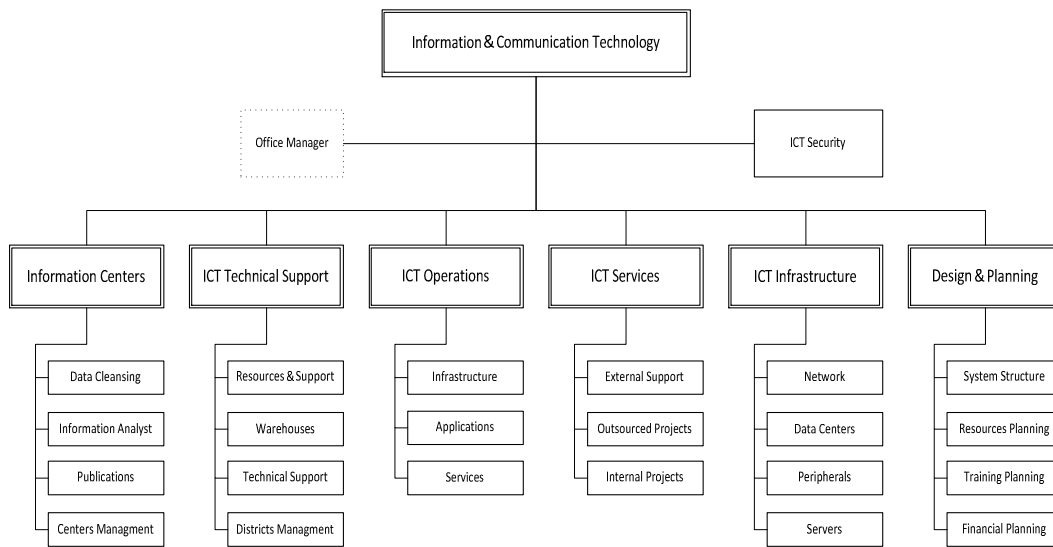 Information & Communication Technology
Office Manager
ICT Security
Information Centers
ICT Technical Support
ICT Operations
ICT Services
ICT Infrastructure
Design & Planning
Data Cleansing
Resources & Support
Infrastructure
External Support
Network
System Structure
Information Analyst
Warehouses
Applications
Outsourced Projects
Data Centers
Resources Planning
Publications
Technical Support
Services
Internal Projects
Peripherals
Training Planning
Centers Managment
Districts Managment
Servers
Financial Planning